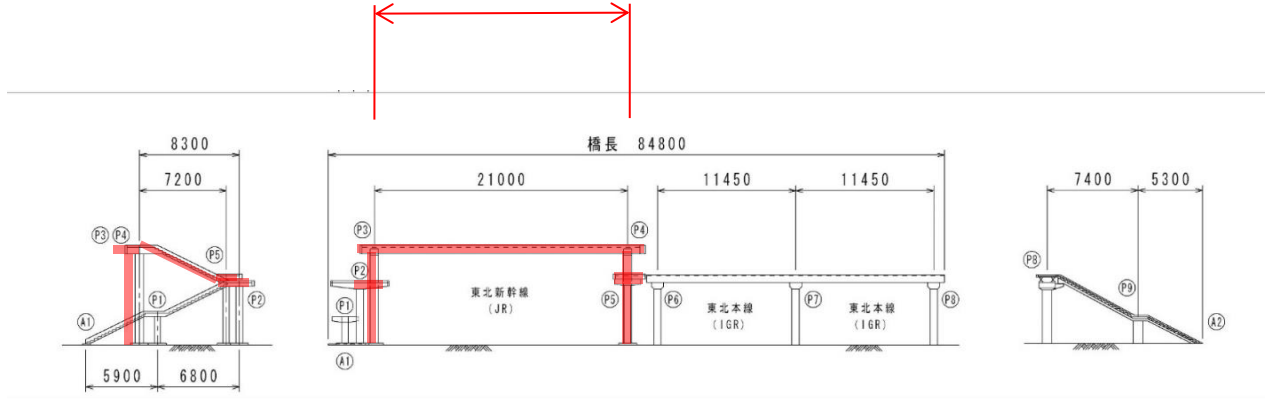 8300
7200
P3 P4
P5
P1
P2
A1
5900 6800
橋長 84800
21000 11450 11450
P3 P4
P2
P1
P5
P6
P7
P8
A1
東北新幹線
(JR)
東北本線
(IGR)
東北本線
(IGR)
7400 5300
P8
P9
A2